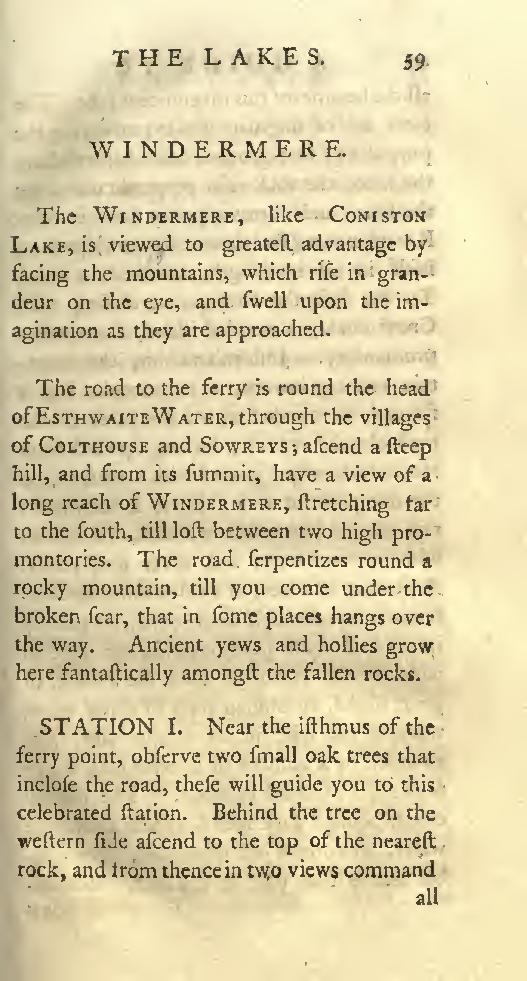 THE LAKES. 59
WINDERMERE.
The WINDERMERE, like CONISTON
LAKE, is viewed to greateſt advantage by
facing the mountains, which riſe in gran-
deur on the eye, and ſwell upon the im-
agination as they are approached.
The road to the ferry is round the head
of ESTHWAITE WATER, through the villages
of COLTHOUSE and SOWREYS; aſcend a ſteep
hill, and from its ſummit, have a view of a
long reach of WINDERMERE, ſtretching far
to the ſouth, till loſt between two high pro-
montories. The road ſerpentizes round a
rocky mountain, till you come under the
broken ſcar, that in ſome places hangs over
the way. Ancient yews and hollies grow
here fantaſtically amongſt the fallen rocks.
STATION I. Near the iſthmus of the
ferry point, obſerve two ſmall oak trees that
incloſe the road, theſe will guide you to this
celebrated ſtation. Behind the tree on the
weſtern ſide aſcend to the top of the neareſt
rock, and from thence in two views command
all